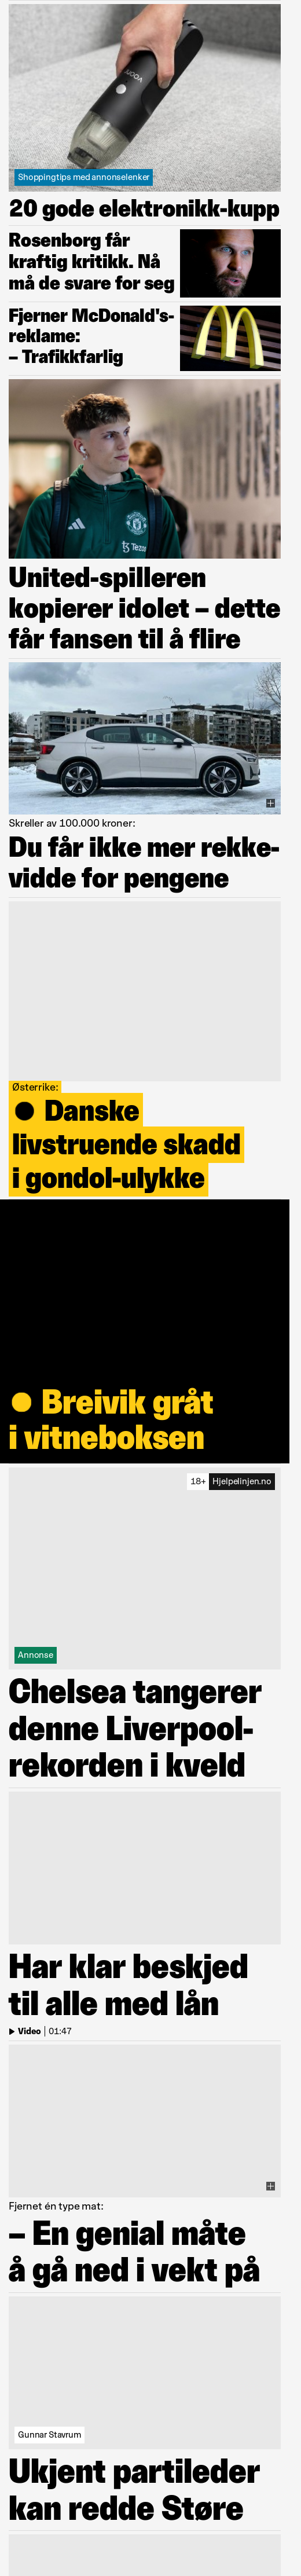 Shoppingtips med annonselenker
20 gode elektronikk-kupp
Rosenborg får
kraftig kritikk. Nå
må de svare for seg
Fjerner McDonald's-
reklame:
– Trafikkfarlig
United-spilleren
kopierer idolet – dette
får fansen til å flire
Skreller av 100.000 kroner:
Du får ikke mer rekke-
vidde for pengene
Østerrike:
● Danske
livstruende skadd
i gondol-ulykke
● Breivik gråt
i vitneboksen
18+ Hjelpelinjen.no
Annonse
Chelsea tangerer
denne Liverpool-
rekorden i kveld
Har klar beskjed
til alle med lån
Video | 01:47
Fjernet én type mat:
– En genial måte
å gå ned i vekt på
Gunnar Stavrum
Ukjent partileder
kan redde Støre